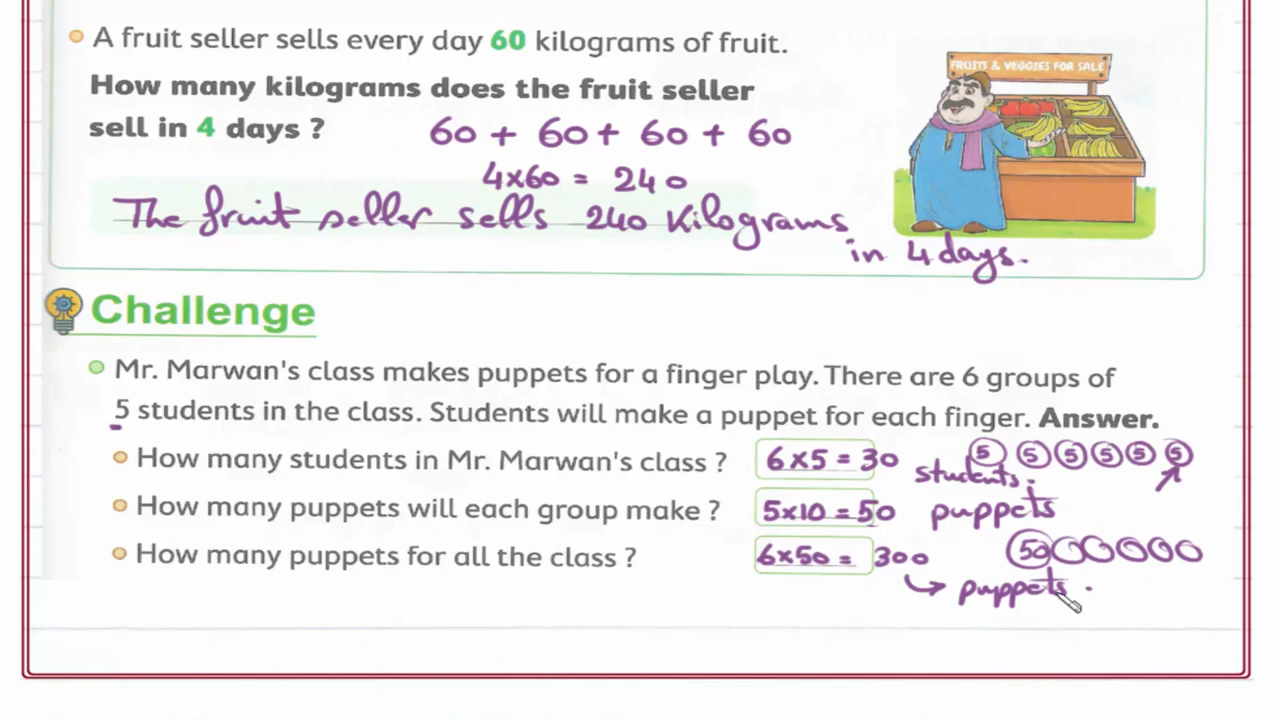 A fruit seller sells every day 60 kilograms of fruit.
FRUITS & VEGGIES FOR SALE
How many kilograms does the fruit seller
sell in 4 days ? 60 + 60 + 60 + 60
4x60 = 240
The fruit seller sells 240 Kilograms
in 4 days.
Challenge
Mr. Marwan's class makes puppets for a finger play. There are 6 groups of
5 students in the class. Students will make a puppet for each finger. Answer.
How many students in Mr. Marwan's class ? 6x5 = 30 students. 5 5 5 5 5 5
How many puppets will each group make ? 5x10 = 50 puppets
How many puppets for all the class ? 6x50 = 300 50
puppets.